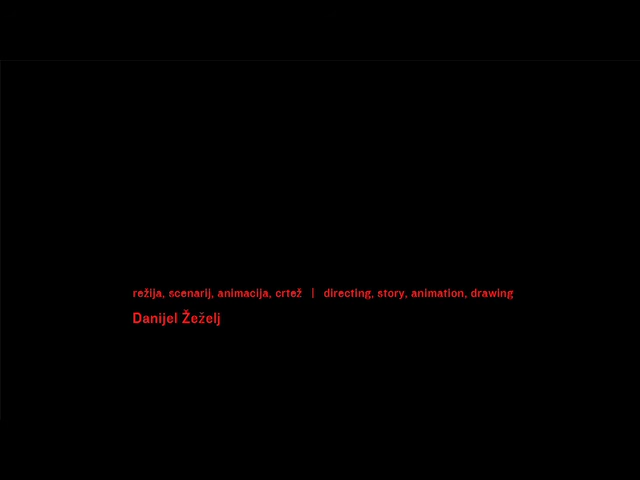 režija, scenarij, animacija, crtež | directing, story, animation, drawing
Danijel Žeželj